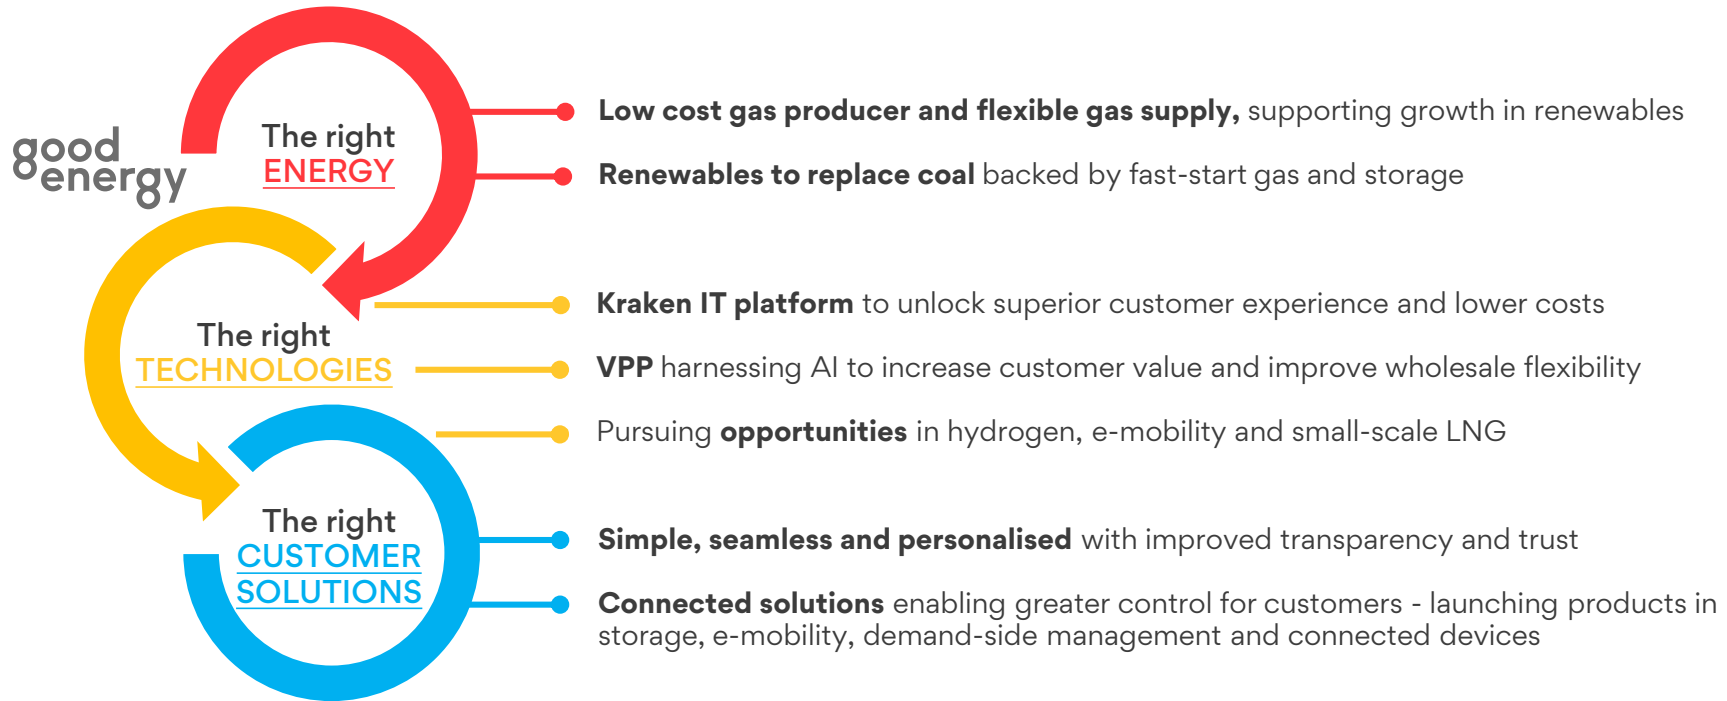 good
energy
The right
ENERGY
Low cost gas producer and flexible gas supply, supporting growth in renewables
Renewables to replace coal backed by fast-start gas and storage
The right
TECHNOLOGIES
Kraken IT platform to unlock superior customer experience and lower costs
VPP harnessing AI to increase customer value and improve wholesale flexibility
Pursuing opportunities in hydrogen, e-mobility and small-scale LNG
The right
CUSTOMER
SOLUTIONS
Simple, seamless and personalised with improved transparency and trust
Connected solutions enabling greater control for customers - launching products in
storage, e-mobility, demand-side management and connected devices